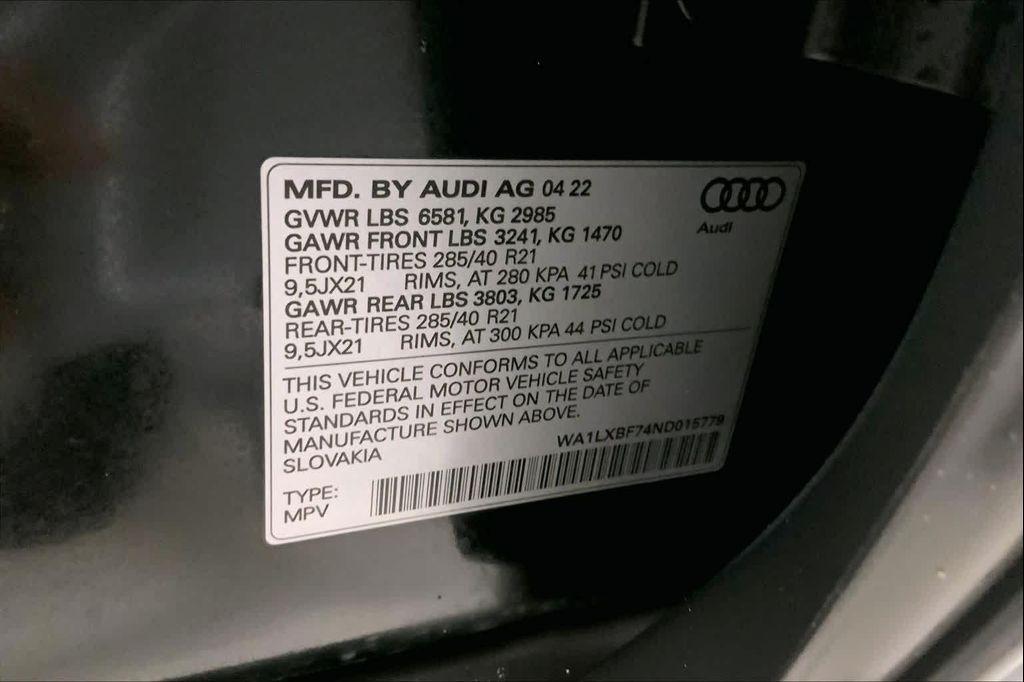 MFD. BY AUDI AG 04 22
Audi
GVWR LBS 6581, KG 2985
GAWR FRONT LBS 3241, KG 1470
FRONT-TIRES 285/40 R21
9,5JX21 RIMS, AT 280 KPA 41 PSI COLD
GAWR REAR LBS 3803, KG 1725
REAR-TIRES 285/40 R21
9,5JX21 RIMS, AT 300 KPA 44 PSI COLD
THIS VEHICLE CONFORMS TO ALL APPLICABLE
U.S. FEDERAL MOTOR VEHICLE SAFETY
STANDARDS IN EFFECT ON THE DATE OF
MANUFACTURE SHOWN ABOVE.
SLOVAKIA WA1LXBF74ND015779
TYPE:
MPV